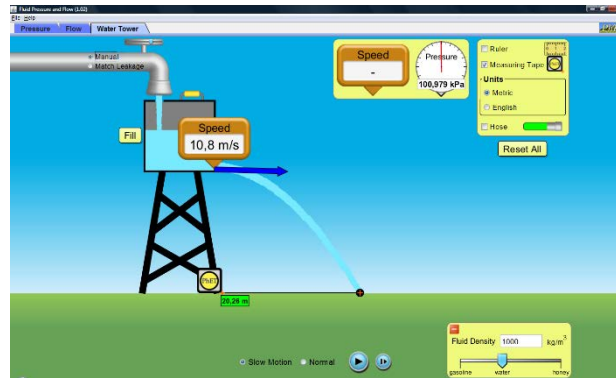 Fluid Pressure and Flow (1.02)
File Help
Pressure Flow Water Tower
Manual
Match Leakage
Fill
Speed
10,8 m/s
Speed
-
Pressure
100,979 kPa
Ruler
Measuring Tape
Units
Metric
English
Hose
Reset All
PhET
20.26 m
Slow Motion Normal
Fluid Density 1000 kg/m³
gasoline water honey